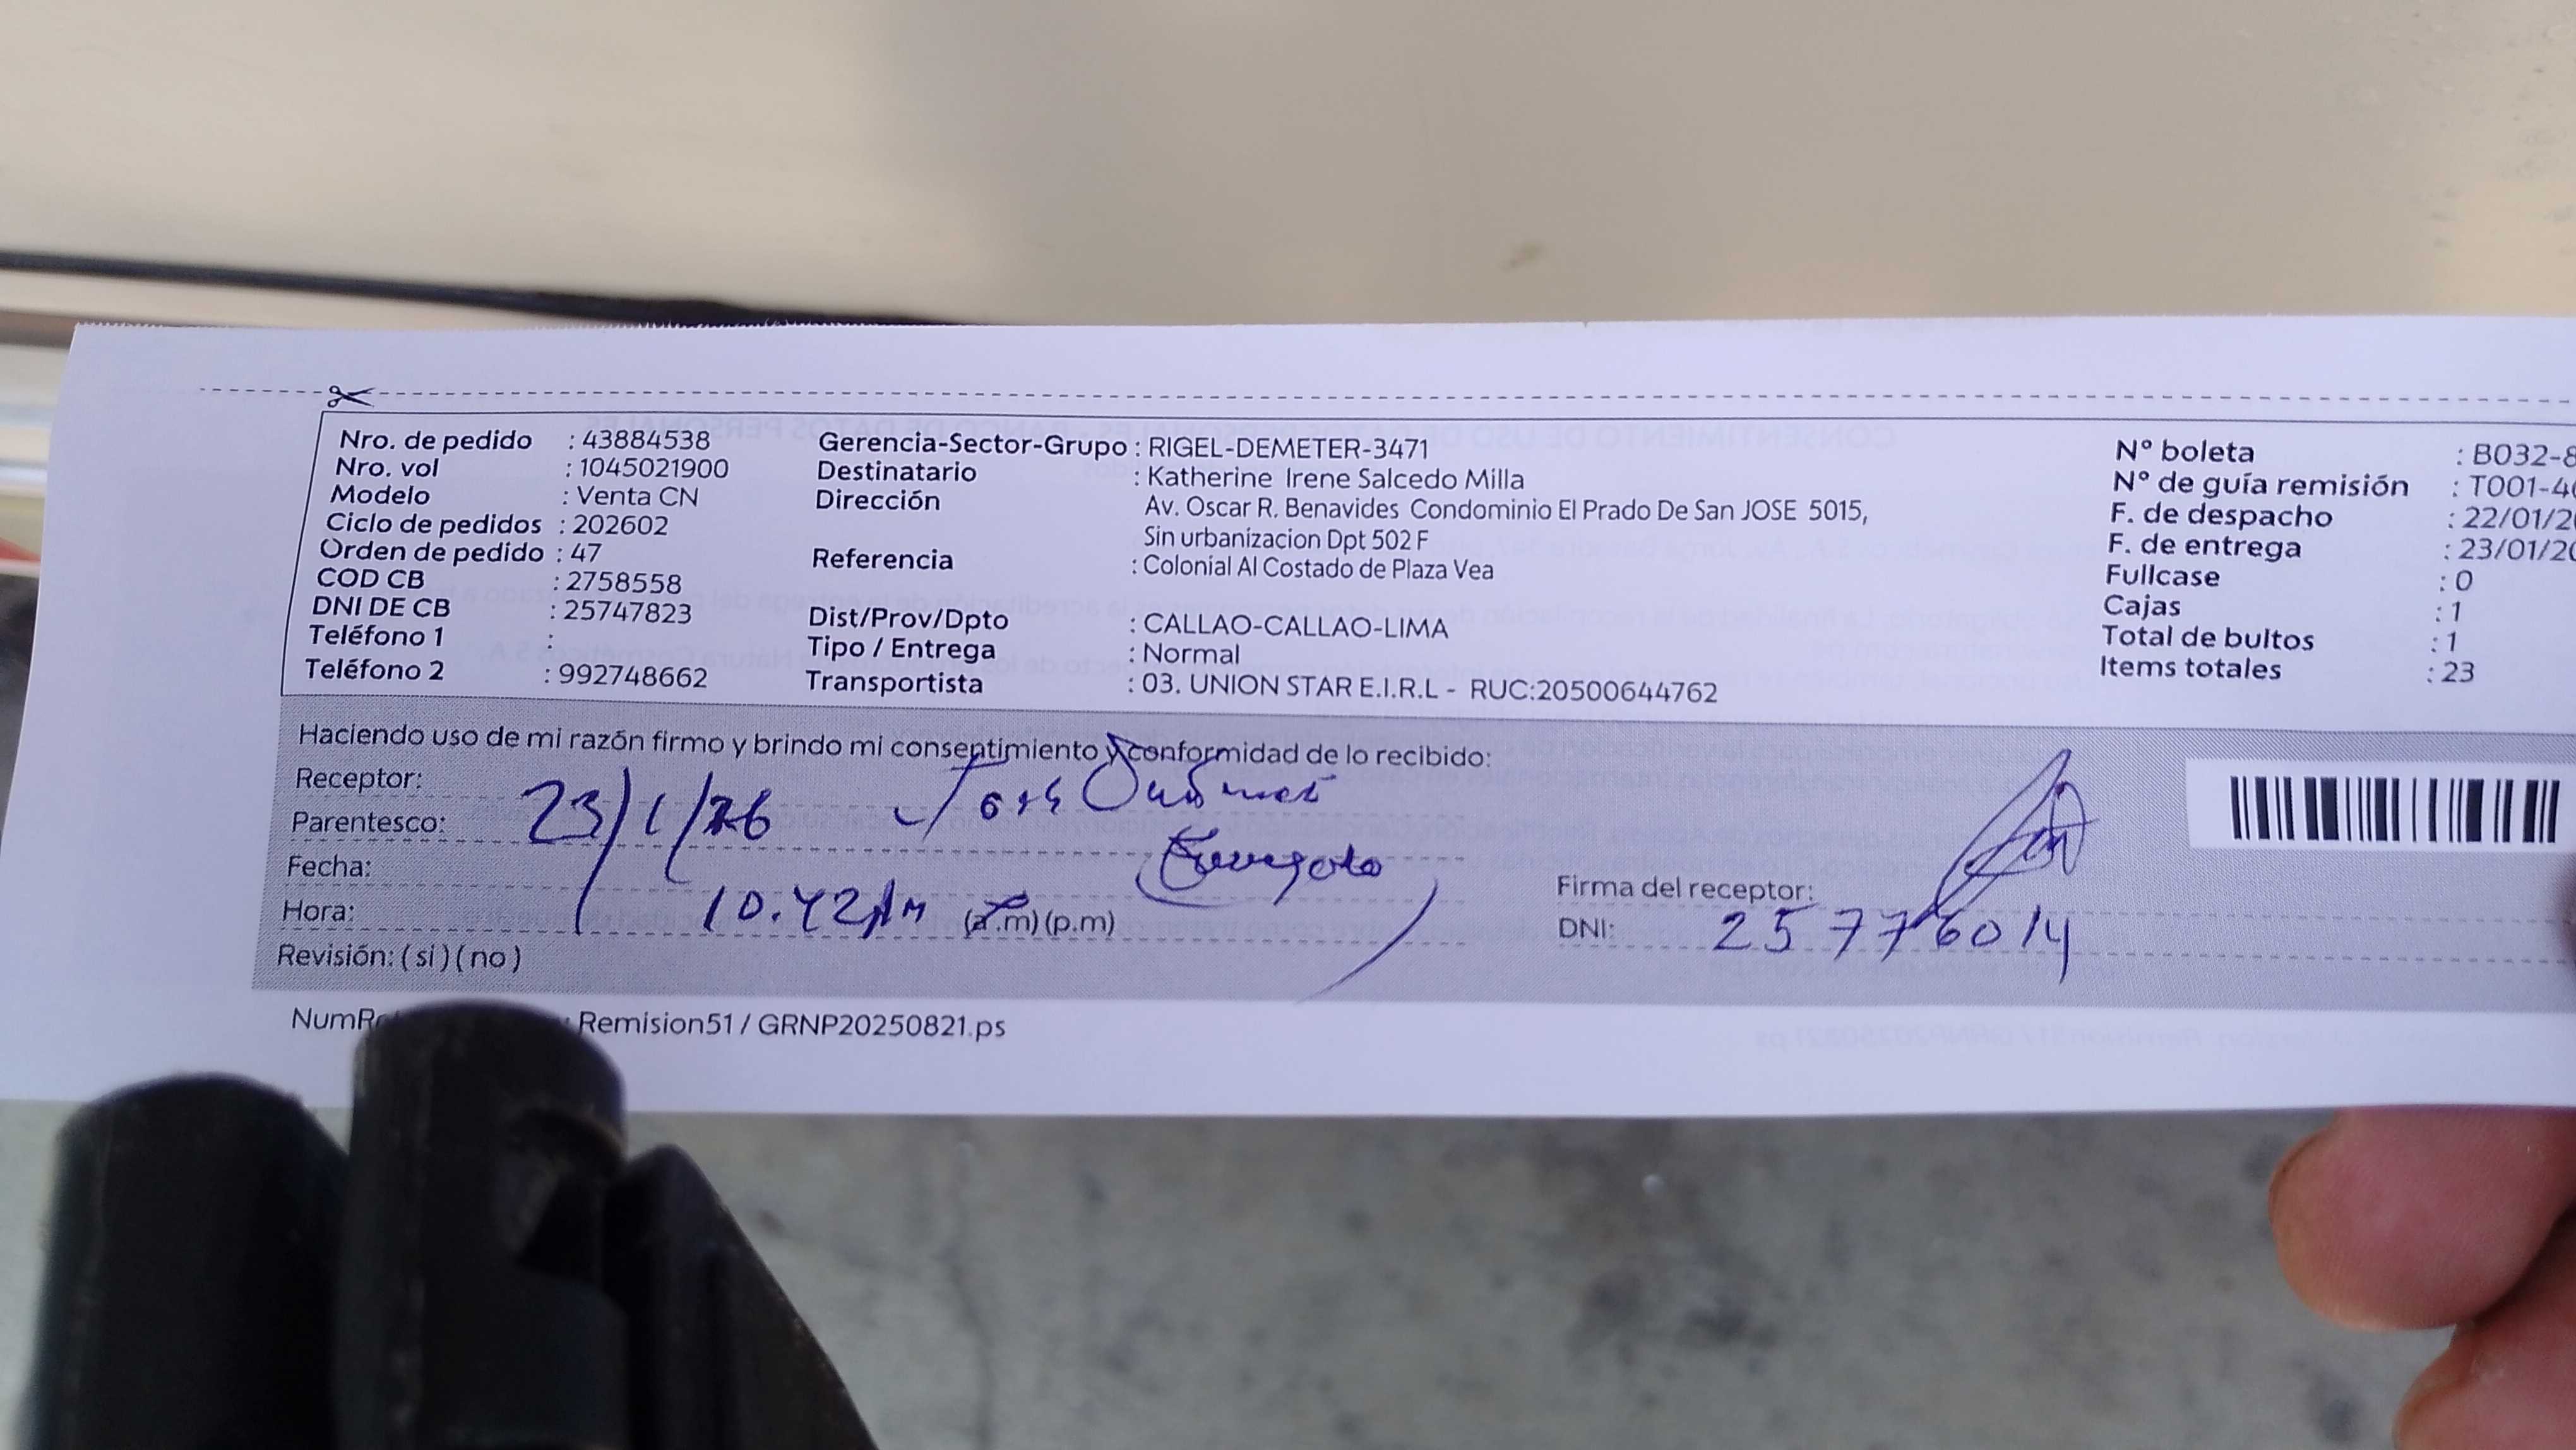 Nro. de pedido : 43884538
Nro. vol : 1045021900
Modelo : Venta CN
Ciclo de pedidos : 202602
Orden de pedido : 47
COD CB : 2758558
DNI DE CB : 25747823
Teléfono 1 :
Teléfono 2 : 992748662
Gerencia-Sector-Grupo : RIGEL-DEMETER-3471
Destinatario : Katherine Irene Salcedo Milla
Dirección Av. Oscar R. Benavides Condominio El Prado De San JOSE 5015,
Sin urbanizacion Dpt 502 F
Referencia : Colonial Al Costado de Plaza Vea
Dist/Prov/Dpto : CALLAO-CALLAO-LIMA
Tipo / Entrega : Normal
Transportista : 03. UNION STAR E.I.R.L - RUC:20500644762
N° boleta : B032-8
N° de guía remisión : T001-4
F. de despacho : 22/01/2
F. de entrega : 23/01/20
Fullcase : 0
Cajas : 1
Total de bultos : 1
Items totales : 23
Haciendo uso de mi razón firmo y brindo mi consentimiento y conformidad de lo recibido:
Receptor:
Parentesco: 23/1/26
Fecha:
Hora: 10.42 Am (a.m) (p.m)
Revisión: ( si ) ( no )
Firma del receptor:
DNI: 25776014
NumR : Remision51 / GRNP20250821.ps